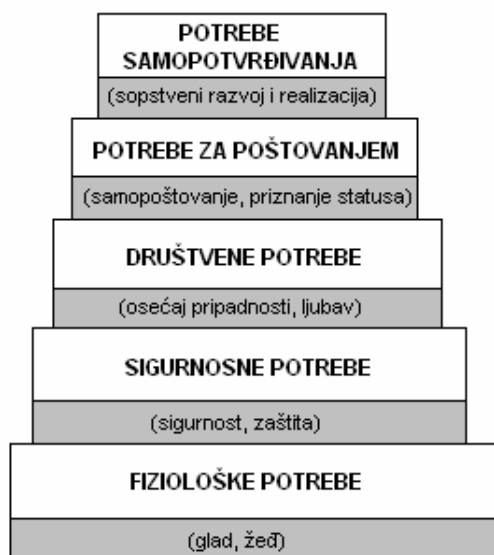 POTREBE
SAMOPOTVRĐIVANJA
(sopstveni razvoj i realizacija)
POTREBE ZA POŠTOVANJEM
(samopoštovanje, priznanje statusa)
DRUŠTVENE POTREBE
(osećaj pripadnosti, ljubav)
SIGURNOSNE POTREBE
(sigurnost, zaštita)
FIZIOLOŠKE POTREBE
(glad, žeđ)